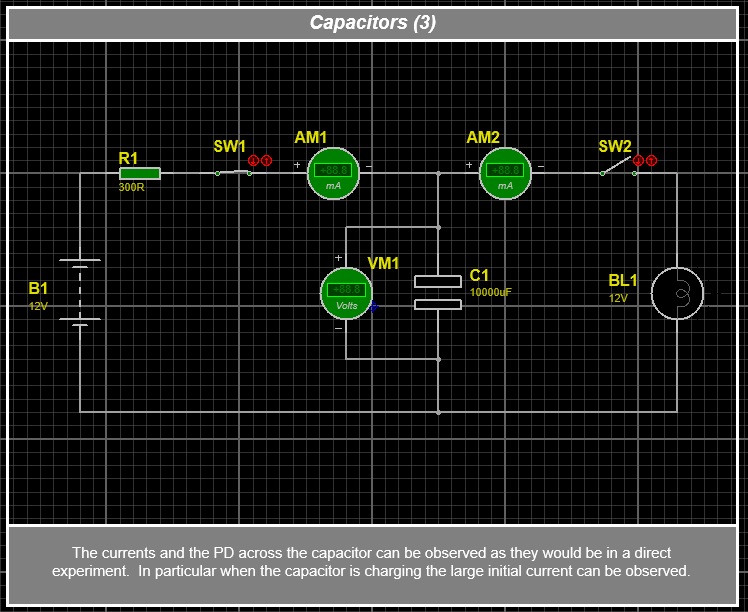 Capacitors (3)
AM1
AM2
SW1
SW2
R1
+
-
+
-
+88.8
+88.8
mA
mA
300R
+
VM1
C1
B1
+88.8
10000uF
BL1
12V
Volts
12V
-
The currents and the PD across the capacitor can be observed as they would be in a direct
experiment. In particular when the capacitor is charging the large initial current can be observed.